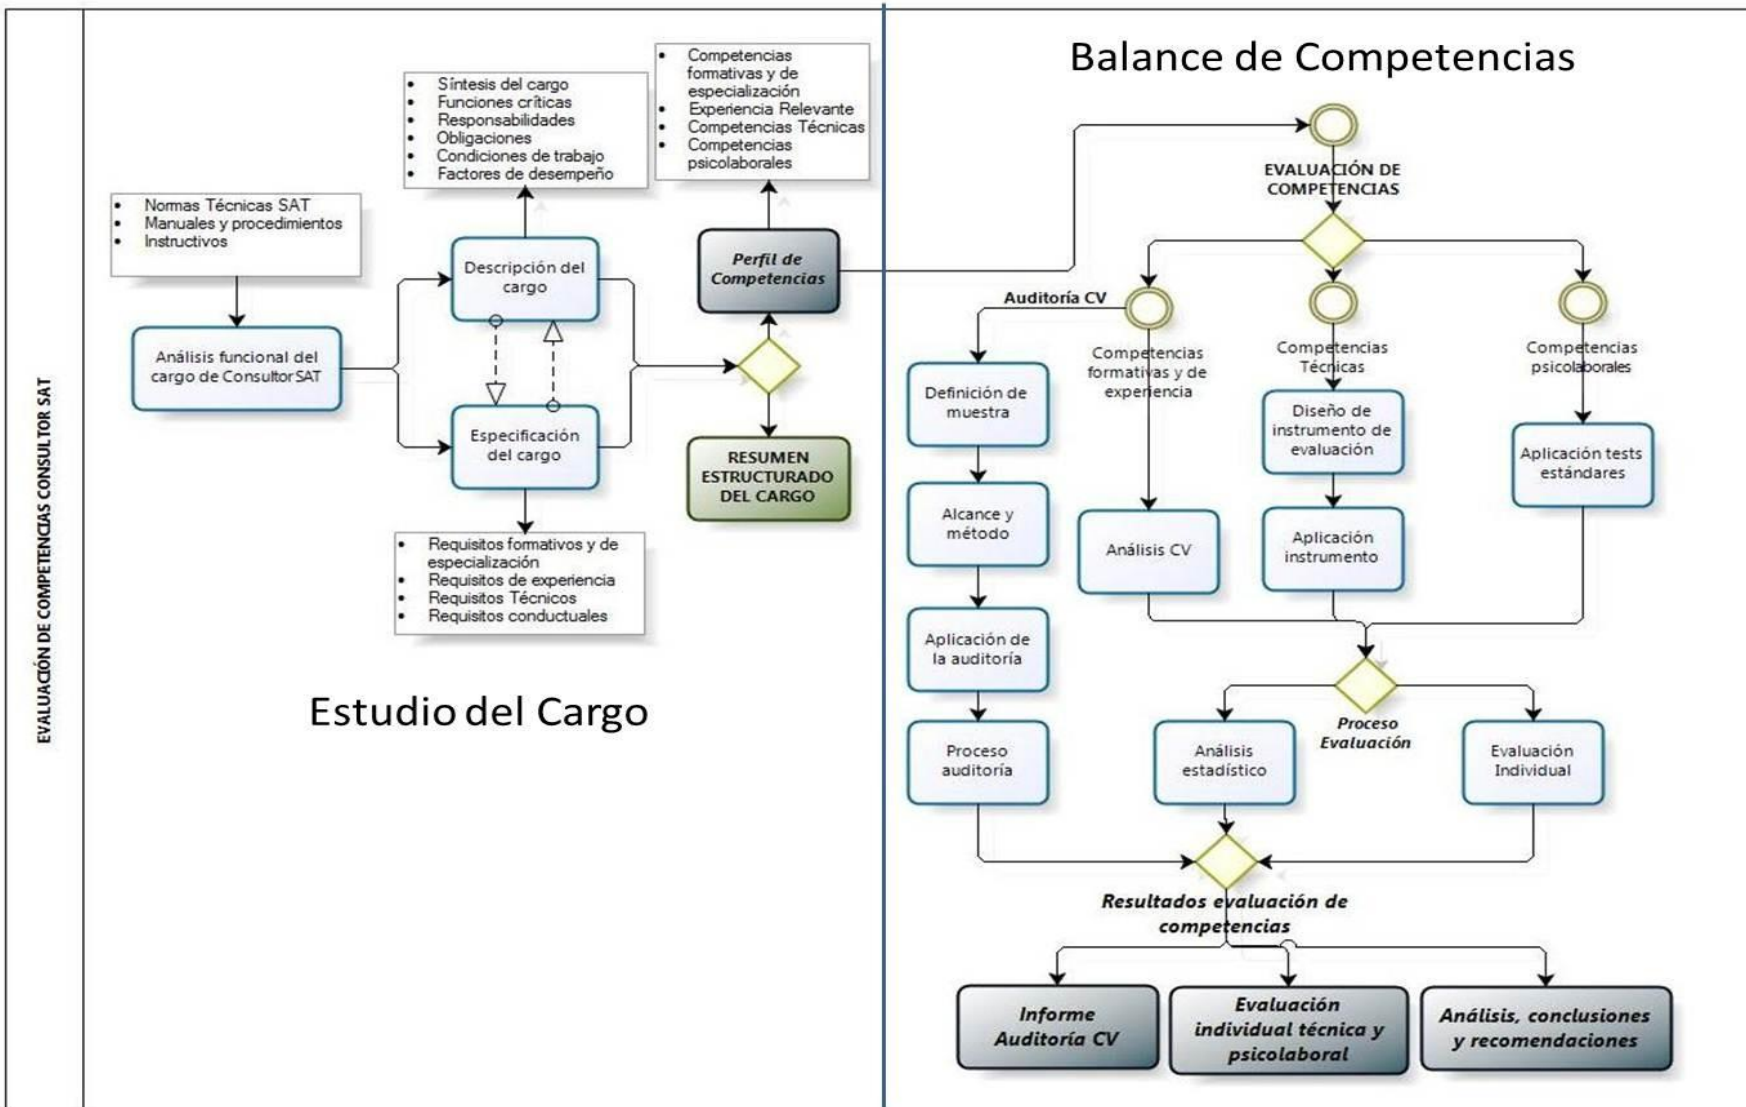 EVALUACIÓN DE COMPETENCIAS CONSULTOR SAT
• Normas Técnicas SAT
• Manuales y procedimientos
• Instructivos
Análisis funcional del
cargo de Consultor SAT
• Síntesis del cargo
• Funciones críticas
• Responsabilidades
• Obligaciones
• Condiciones de trabajo
• Factores de desempeño
Descripción del
cargo
Especificación
del cargo
• Requisitos formativos y de
especialización
• Requisitos de experiencia
• Requisitos Técnicos
• Requisitos conductuales
• Competencias
formativas y de
especialización
• Experiencia Relevante
• Competencias Técnicas
• Competencias
psicolaborales
Perfil de
Competencias
RESUMEN
ESTRUCTURADO
DEL CARGO
Estudio del Cargo
Balance de Competencias
EVALUACIÓN DE
COMPETENCIAS
Auditoría CV
Competencias
formativas y de
experiencia
Competencias
Técnicas
Competencias
psicolaborales
Definición de
muestra
Alcance y
método
Aplicación de
la auditoría
Proceso
auditoría
Análisis CV
Diseño de
instrumento de
evaluación
Aplicación
instrumento
Aplicación tests
estándares
Proceso
Evaluación
Análisis
estadístico
Evaluación
Individual
Resultados evaluación de
competencias
Informe
Auditoría CV
Evaluación
individual técnica y
psicolaboral
Análisis, conclusiones
y recomendaciones